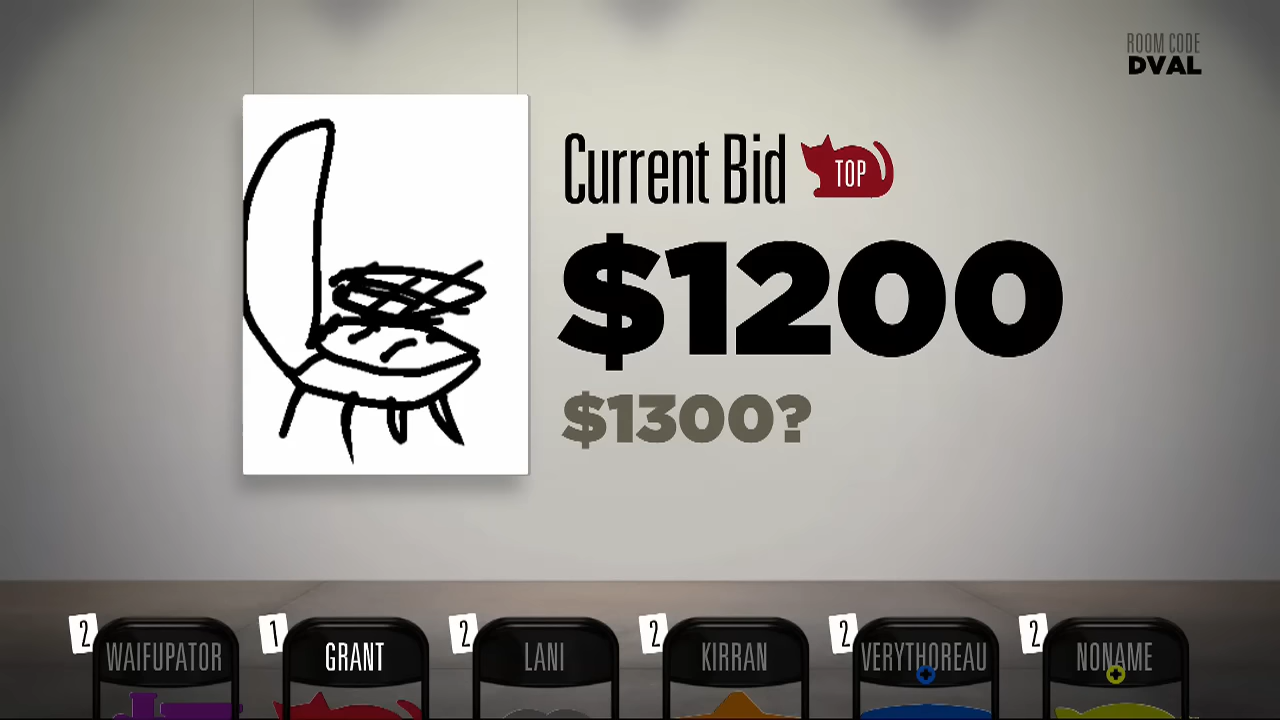 ROOM CODE
DVAL
Current Bid
TOP
$1200
$1300?
2 WAIFUPATOR
1 GRANT
2 LANI
2 KIRRAN
2 VERYTHOREAU
2 NONAME